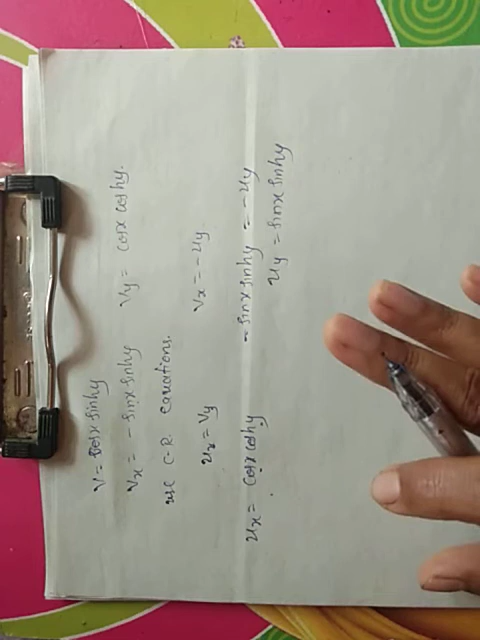 V = cosx sinhy
Vx = - sinx sinhy Vy = cosx coshy.
use C-R equations.
ux = Vy Vx = -uy
ux = cosx coshy - sinx sinhy = -uy
uy = sinx sinhy